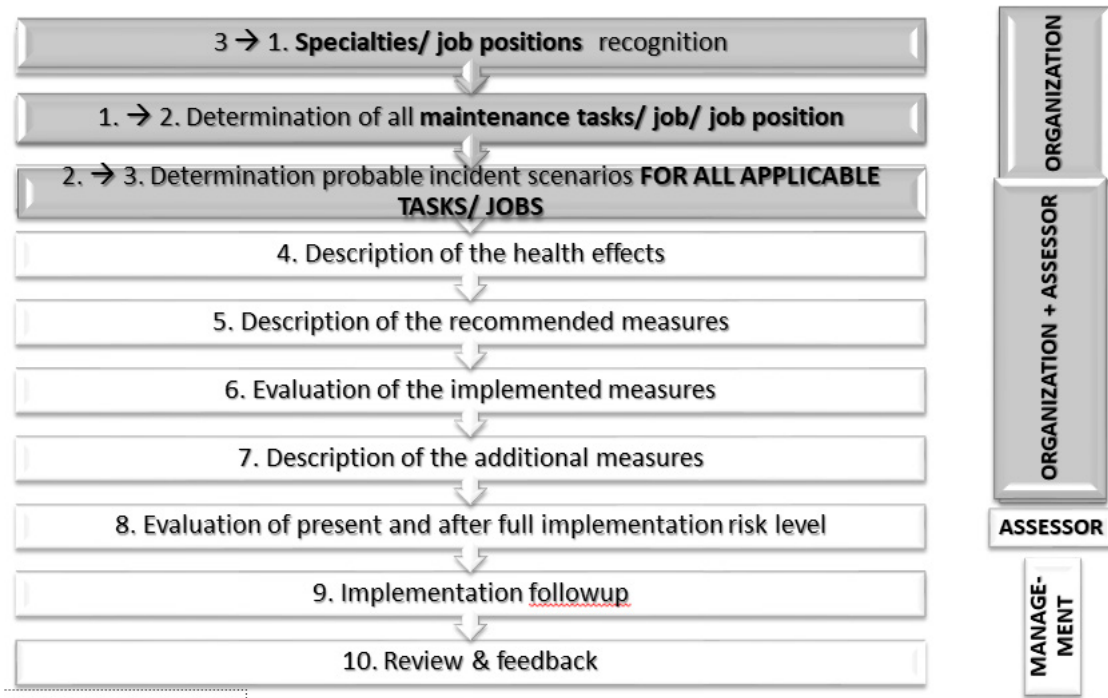 3 → 1. Specialties/ job positions recognition
1. → 2. Determination of all maintenance tasks/ job/ job position
2. → 3. Determination probable incident scenarios FOR ALL APPLICABLE
TASKS/ JOBS
4. Description of the health effects
5. Description of the recommended measures
6. Evaluation of the implemented measures
7. Description of the additional measures
8. Evaluation of present and after full implementation risk level
9. Implementation followup
10. Review & feedback
ORGANIZATION
ORGANIZATION + ASSESSOR
ASSESSOR
MANAGE-
MENT